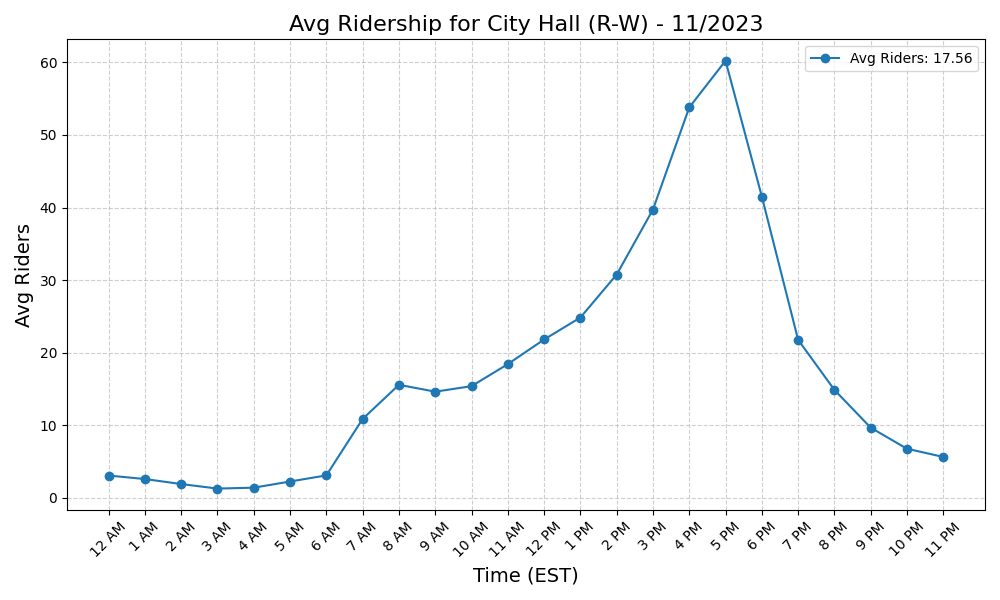 Avg Ridership for City Hall (R-W) - 11/2023
Avg Riders: 17.56
Avg Riders
60
50
40
30
20
10
0
12 AM
1 AM
2 AM
3 AM
4 AM
5 AM
6 AM
7 AM
8 AM
9 AM
10 AM
11 AM
12 PM
1 PM
2 PM
3 PM
4 PM
5 PM
6 PM
7 PM
8 PM
9 PM
10 PM
11 PM
Time (EST)